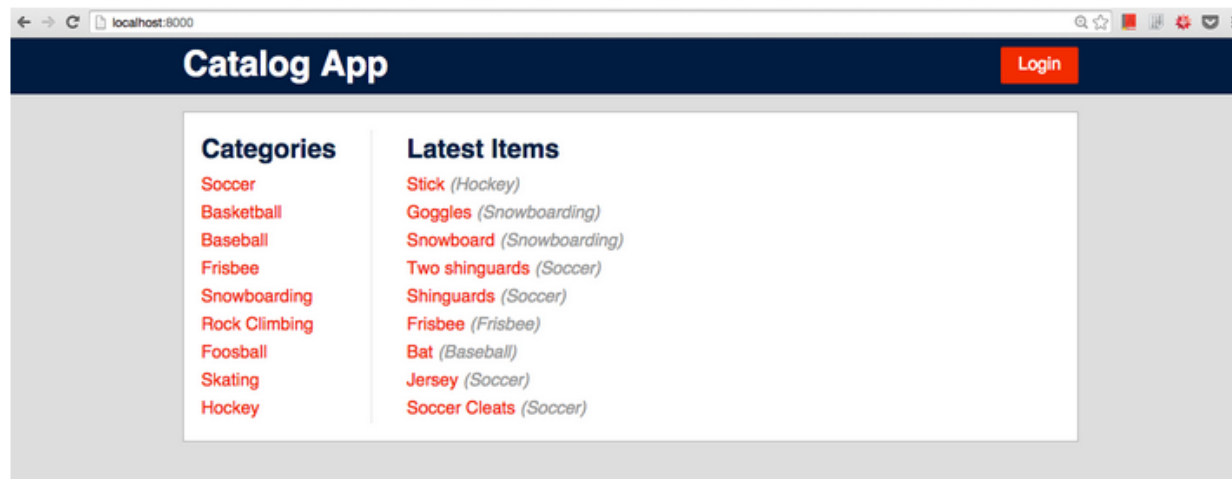 localhost:8000
Catalog App
Login
Categories
Soccer
Basketball
Baseball
Frisbee
Snowboarding
Rock Climbing
Foosball
Skating
Hockey
Latest Items
Stick (Hockey)
Goggles (Snowboarding)
Snowboard (Snowboarding)
Two shinguards (Soccer)
Shinguards (Soccer)
Frisbee (Frisbee)
Bat (Baseball)
Jersey (Soccer)
Soccer Cleats (Soccer)